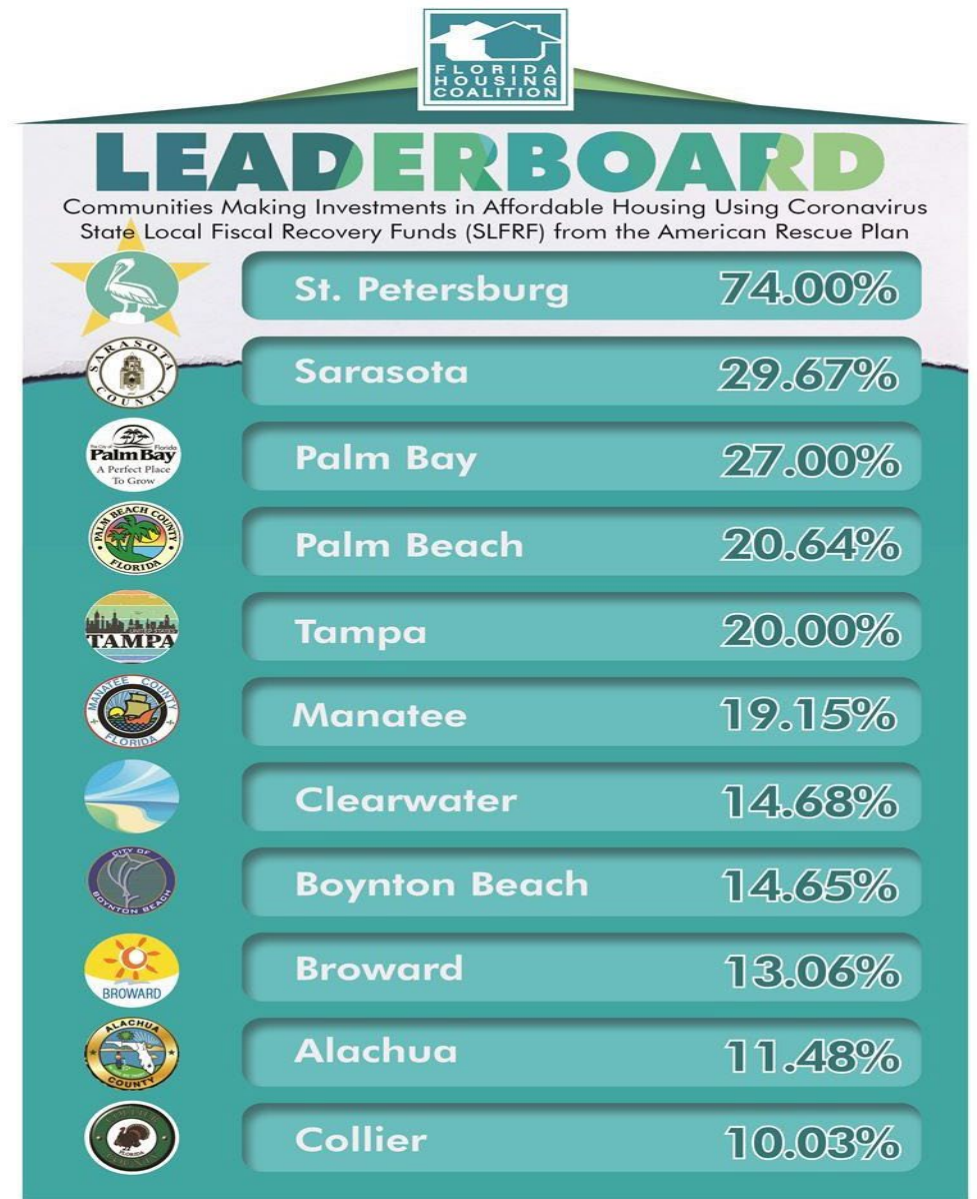 FLORIDA
HOUSING
COALITION
LEADERBOARD
Communities Making Investments in Affordable Housing Using Coronavirus
State Local Fiscal Recovery Funds (SLFRF) from the American Rescue Plan
St. Petersburg 74.00%
SARASOTA
COUNTY
Sarasota 29.67%
The City of Florida
Palm Bay
A Perfect Place
To Grow
Palm Bay 27.00%
PALM BEACH COUNTY
FLORIDA
Palm Beach 20.64%
UNITED STATES
TAMPA
Tampa 20.00%
MANATEE COUNTY
FLORIDA
Manatee 19.15%
Clearwater 14.68%
CITY OF
BOYNTON BEACH
Boynton Beach 14.65%
BROWARD
Broward 13.06%
ALACHUA
COUNTY
Alachua 11.48%
FLORIDA
COUNTY
Collier 10.03%